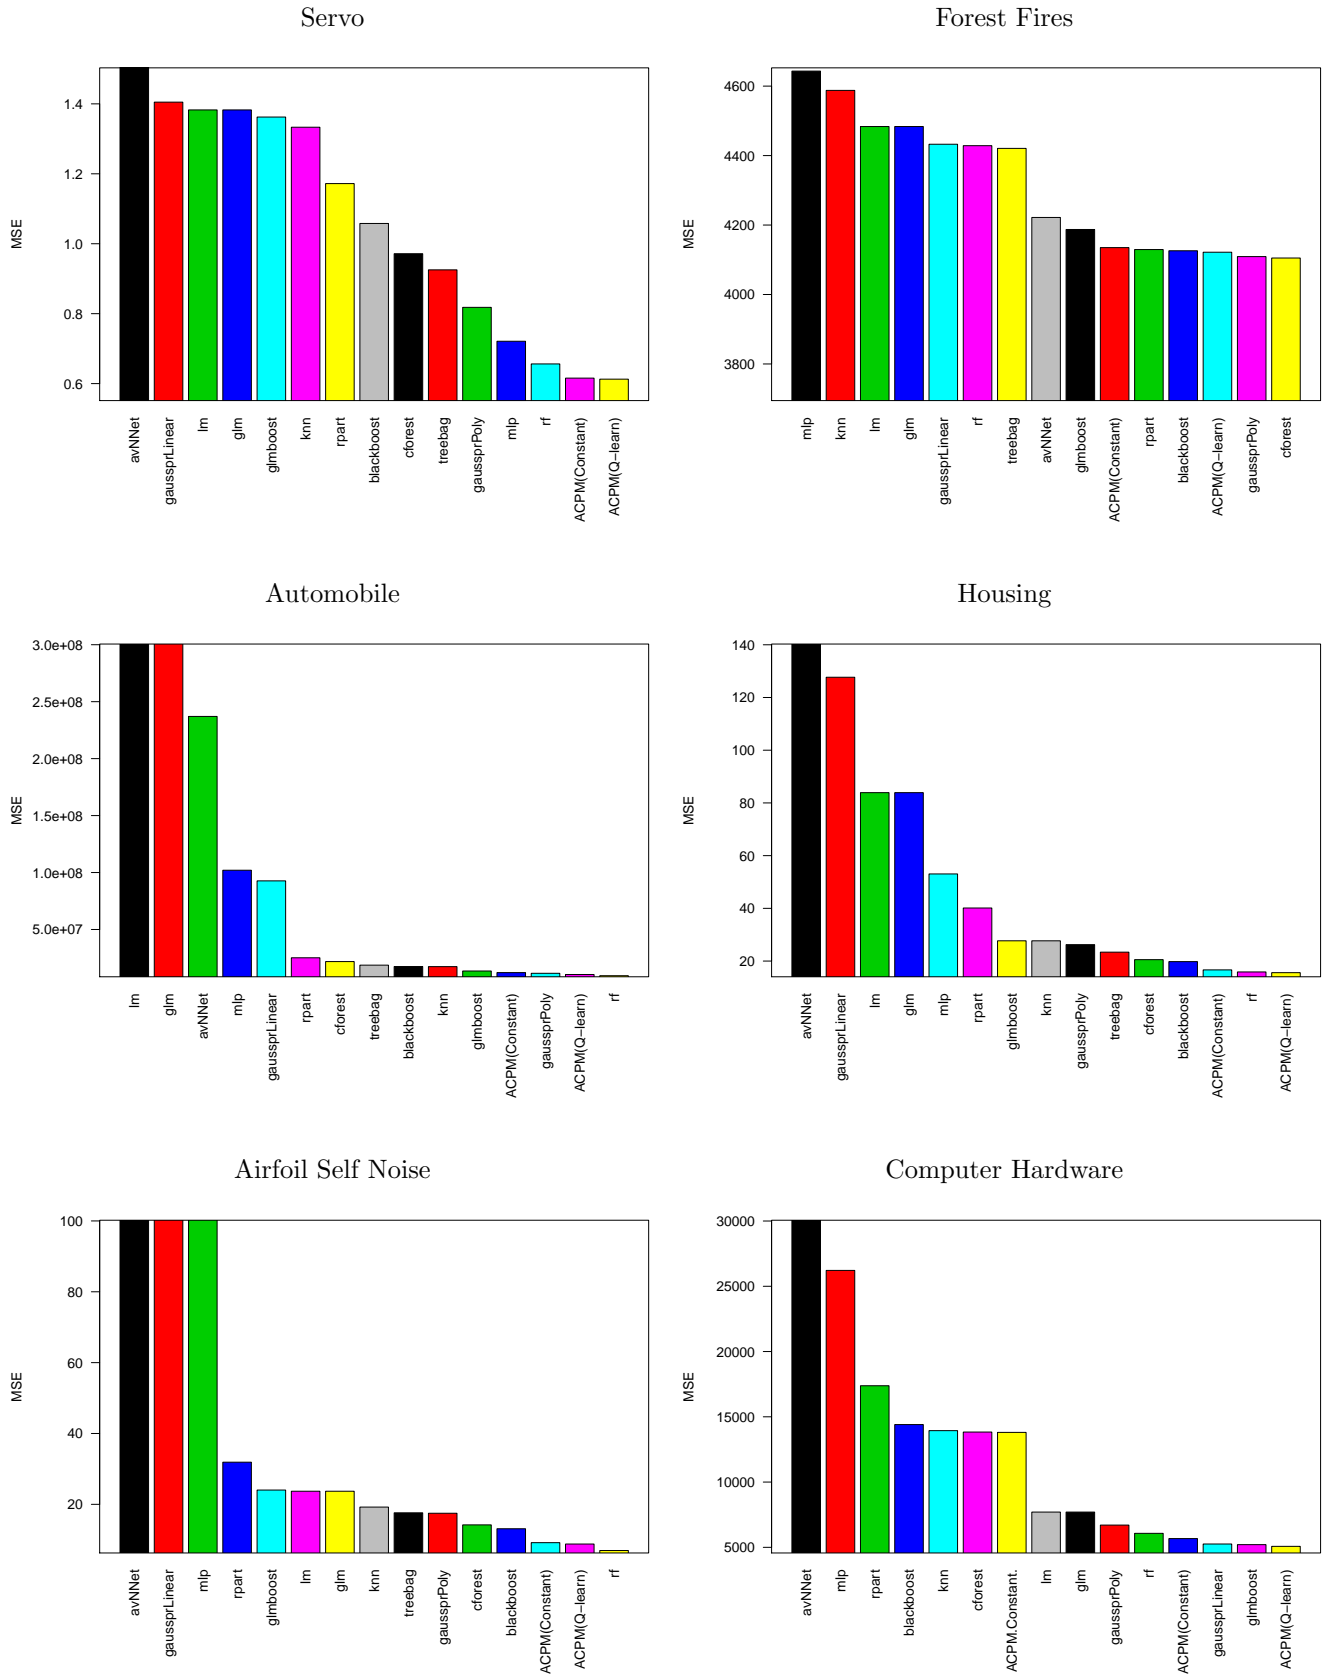 Servo
MSE
1.4
1.2
1.0
0.8
0.6
avNNet
gaussprLinear
lm
glm
glmboost
knn
rpart
blackboost
cforest
treebag
gaussprPoly
mlp
rf
ACPM(Constant)
ACPM(Q−learn)
Forest Fires
MSE
4600
4400
4200
4000
3800
mlp
knn
lm
glm
gaussprLinear
rf
treebag
avNNet
glmboost
ACPM(Constant)
rpart
blackboost
ACPM(Q−learn)
gaussprPoly
cforest
Automobile
MSE
3.0e+08
2.5e+08
2.0e+08
1.5e+08
1.0e+08
5.0e+07
lm
glm
avNNet
mlp
gaussprLinear
rpart
cforest
treebag
blackboost
knn
glmboost
ACPM(Constant)
gaussprPoly
ACPM(Q−learn)
rf
Housing
MSE
140
120
100
80
60
40
20
avNNet
gaussprLinear
lm
glm
mlp
rpart
glmboost
knn
gaussprPoly
treebag
cforest
blackboost
ACPM(Constant)
rf
ACPM(Q−learn)
Airfoil Self Noise
MSE
100
80
60
40
20
avNNet
gaussprLinear
mlp
rpart
glmboost
lm
glm
knn
treebag
gaussprPoly
cforest
blackboost
ACPM(Constant)
ACPM(Q−learn)
rf
Computer Hardware
MSE
30000
25000
20000
15000
10000
5000
avNNet
mlp
rpart
blackboost
knn
cforest
ACPM.Constant.
lm
glm
gaussprPoly
rf
ACPM(Constant)
gaussprLinear
glmboost
ACPM(Q−learn)